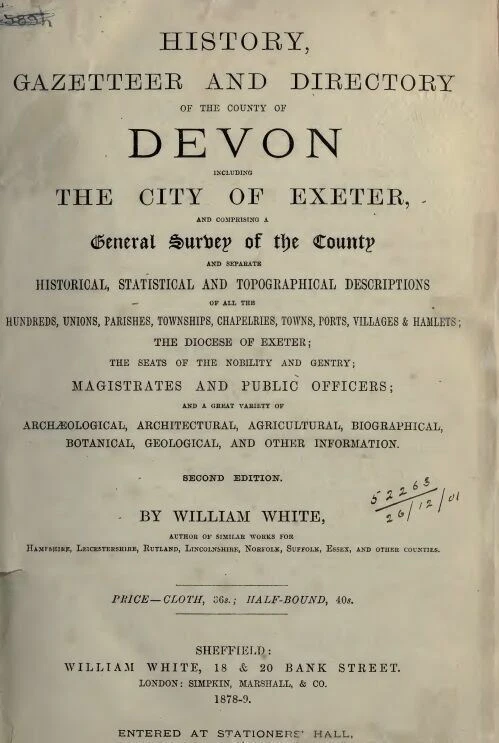 HISTORY,
GAZETTEER AND DIRECTORY
OF THE COUNTY OF
DEVON
INCLUDING
THE CITY OF EXETER,
AND COMPRISING A
General Survey of the County
AND SEPARATE
HISTORICAL, STATISTICAL AND TOPOGRAPHICAL DESCRIPTIONS
OF ALL THE
HUNDREDS, UNIONS, PARISHES, TOWNSHIPS, CHAPELRIES, TOWNS, PORTS, VILLAGES & HAMLETS;
THE DIOCESE OF EXETER;
THE SEATS OF THE NOBILITY AND GENTRY;
MAGISTRATES AND PUBLIC OFFICERS;
AND A GREAT VARIETY OF
ARCHÆOLOGICAL, ARCHITECTURAL, AGRICULTURAL, BIOGRAPHICAL,
BOTANICAL, GEOLOGICAL, AND OTHER INFORMATION.
SECOND EDITION.
52263
26/12/01
BY WILLIAM WHITE,
AUTHOR OF SIMILAR WORKS FOR
HAMPSHIRE, LEICESTERSHIRE, RUTLAND, LINCOLNSHIRE, NORFOLK, SUFFOLK, ESSEX, AND OTHER COUNTIES.
PRICE—CLOTH, 36s.; HALF-BOUND, 40s.
SHEFFIELD:
WILLIAM WHITE, 18 & 20 BANK STREET.
LONDON: SIMPKIN, MARSHALL, & CO.
1878-9.
ENTERED AT STATIONERS' HALL,